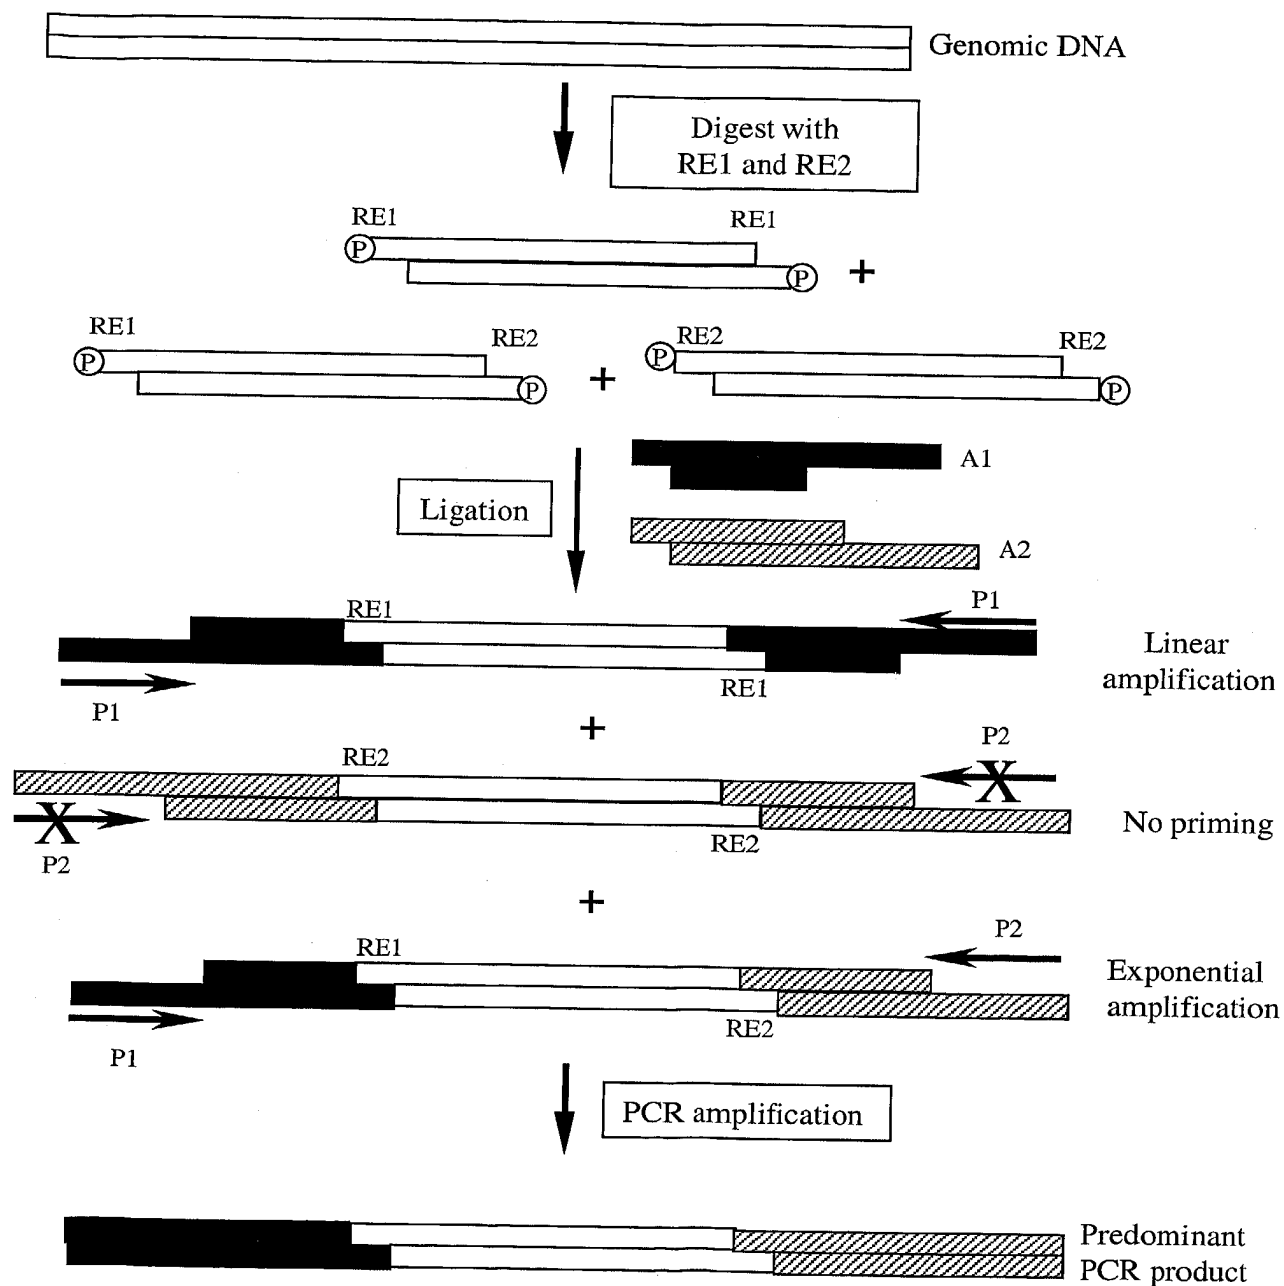 Genomic DNA
Digest with
RE1 and RE2
RE1
RE1
P
P
+
RE1
RE2
P
P
+
RE2
RE2
P
P
A1
Ligation
A2
RE1
P1
Linear
amplification
RE1
P1
+
RE2
P2
X
X
No priming
RE2
P2
+
RE1
P2
Exponential
amplification
RE2
P1
PCR amplification
Predominant
PCR product